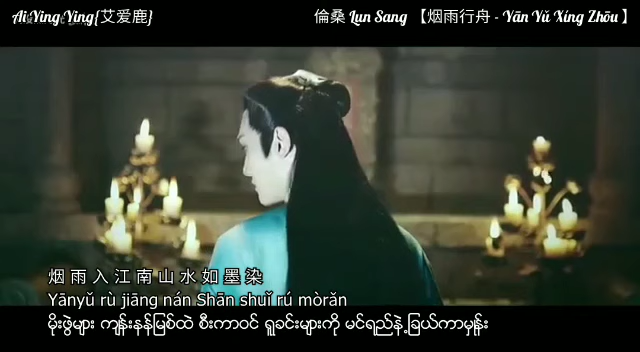 Ai Ying Ying{艾爱鹿}
倫桑 Lun Sang 【烟雨行舟 - Yān Yǔ Xíng Zhōu】
烟雨入江南山水如墨染
Yānyǔ rù jiāng nán Shān shuǐ rú mòrǎn
မိုးဖွဲများ ကျန်းနန်မြစ်ထဲ စီးကာဝင် ရှုခင်းများကို မင်ရည်နဲ့ခြယ်ကာမှုန်း